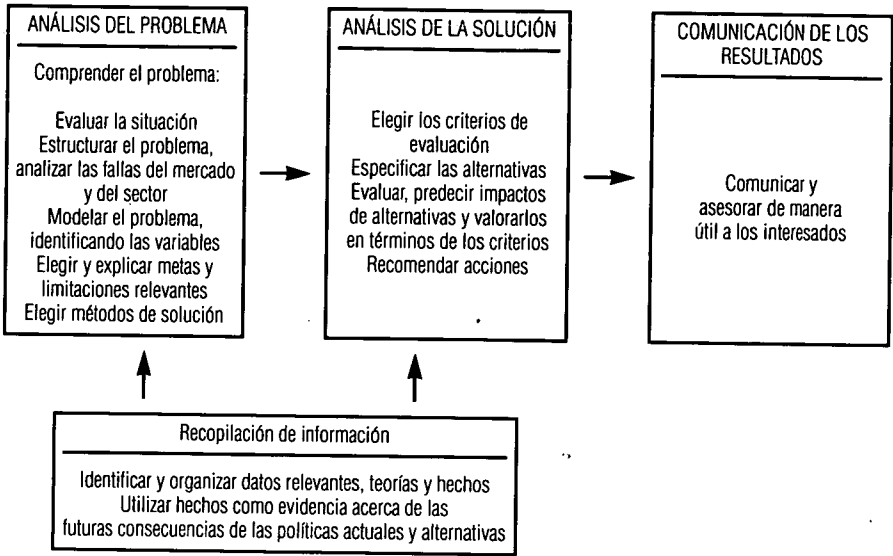 ANÁLISIS DEL PROBLEMA
Comprender el problema:
Evaluar la situación
Estructurar el problema,
analizar las fallas del mercado
y del sector
Modelar el problema,
identificando las variables
Elegir y explicar metas y
limitaciones relevantes
Elegir métodos de solución
ANÁLISIS DE LA SOLUCIÓN
Elegir los criterios de
evaluación
Especificar las alternativas
Evaluar, predecir impactos
de alternativas y valorarlos
en términos de los criterios
Recomendar acciones
COMUNICACIÓN DE LOS
RESULTADOS
Comunicar y
asesorar de manera
útil a los interesados
Recopilación de información
Identificar y organizar datos relevantes, teorías y hechos
Utilizar hechos como evidencia acerca de las
futuras consecuencias de las políticas actuales y alternativas